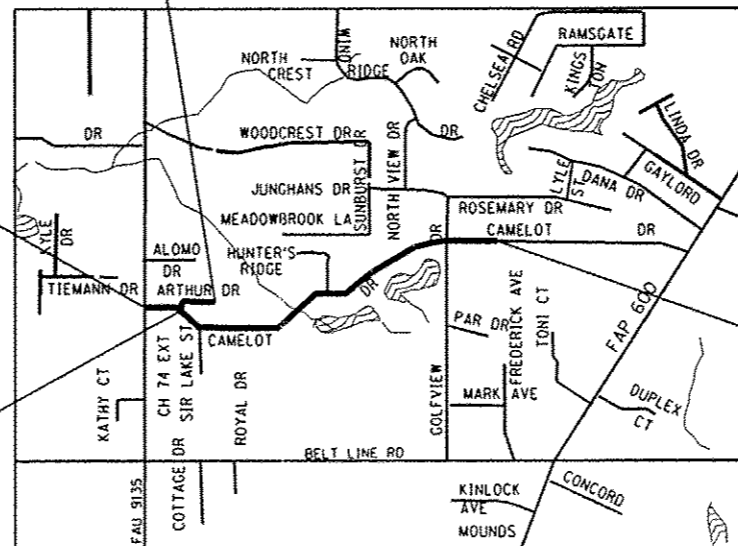 RAMSGATE
NORTH
CREST
WIND
RIDGE
NORTH
OAK
CHELSEA RD
KINGS
TON
LINDA DR
DR
WOODCREST DR
DR
GAYLORD
JUNGHANS DR
SUNBURST DR
NORTH VIEW DR
LYLE
ST
DANA DR
MEADOWBROOK LA
ROSEMARY DR
KYLE
DR
ALOMO
DR
HUNTER'S
RIDGE
DR
CAMELOT
DR
TIEMANN DR
ARTHUR DR
DR
CAMELOT
FAP 600
PAR DR
FREDERICK AVE
TONI CT
KATHY CT
CH 74 EXT
SIR LAKE ST
ROYAL DR
GOLFVIEW
MARK AVE
DUPLEX
CT
BELT LINE RD
FAU 9135
COTTAGE DR
KINLOCK
AVE
CONCORD
MOUNDS